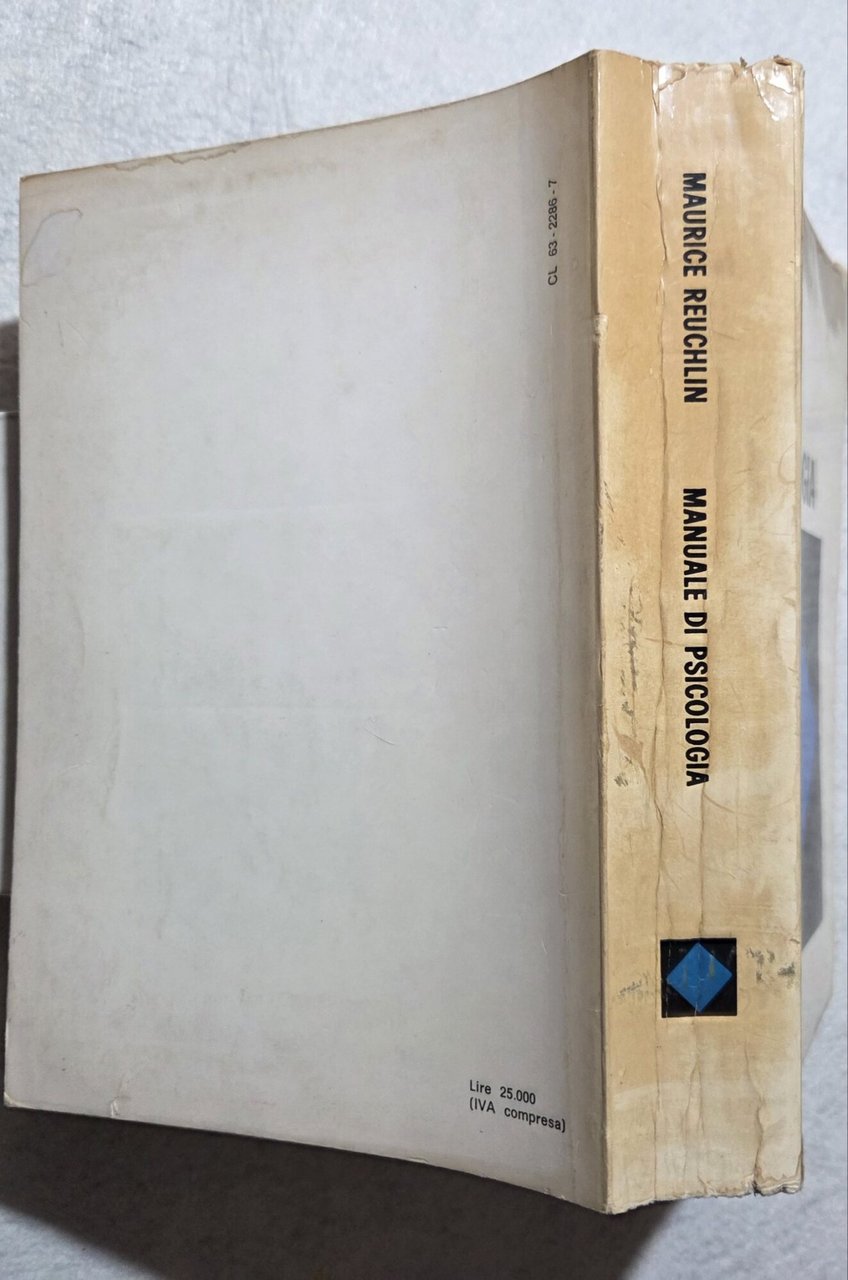 CL 63-2286-7
MAURICE REUCHLIN
MANUALE DI PSICOLOGIA
Lire 25.000
(IVA compresa)